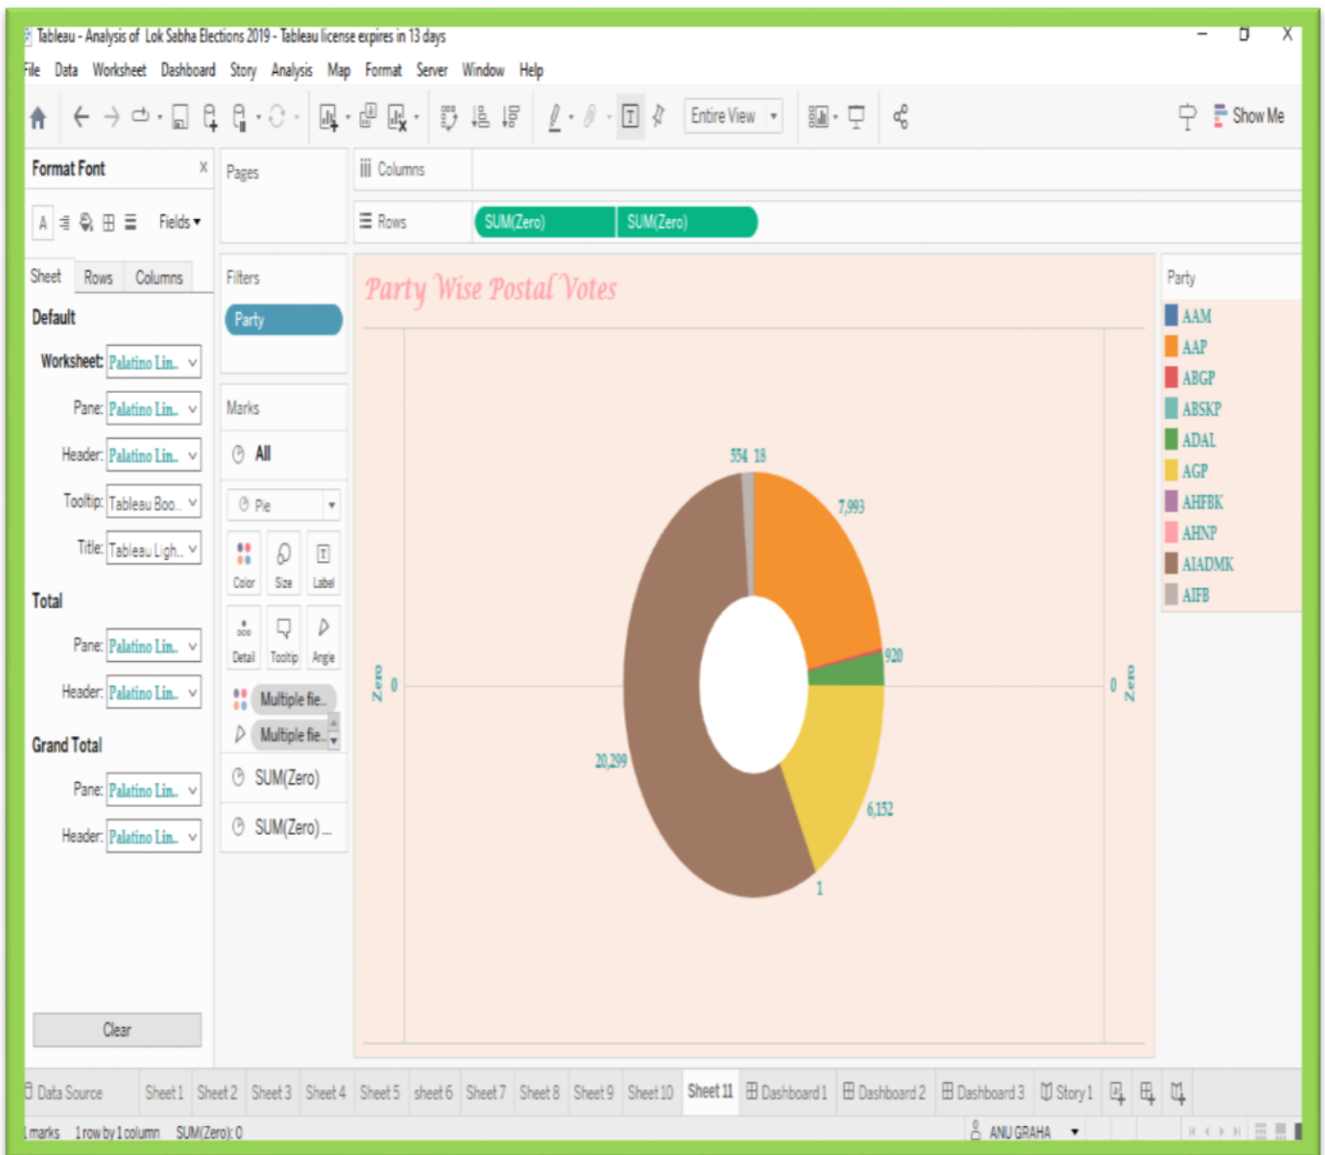 Tableau - Analysis of Lok Sabha Elections 2019 - Tableau license expires in 13 days
File Data Worksheet Dashboard Story Analysis Map Format Server Window Help
Entire View
Show Me
Format Font X
Pages
Columns
A Fields
Rows SUM(Zero) SUM(Zero)
Sheet Rows Columns
Filters
Party
Party Wise Postal Votes
Party
AAM
AAP
ABGP
ABSKP
ADAL
AGP
AHFBK
AHNP
AIADMK
AIFB
Default
Worksheet: Palatino Lin..
Pane: Palatino Lin..
Header: Palatino Lin..
Tooltip: Tableau Boo..
Title: Tableau Ligh..
Total
Pane: Palatino Lin..
Header: Palatino Lin..
Grand Total
Pane: Palatino Lin..
Header: Palatino Lin..
Clear
Marks
All
Pie
Color Size Label
Detail Tooltip Angle
Multiple fie..
Multiple fie..
SUM(Zero)
SUM(Zero) ...
554 18
7,993
920
Zero 0
0 Zero
20,299
6,152
1
Data Source Sheet 1 Sheet 2 Sheet 3 Sheet 4 Sheet 5 sheet 6 Sheet 7 Sheet 8 Sheet 9 Sheet 10 Sheet 11 Dashboard 1 Dashboard 2 Dashboard 3 Story 1
marks 1 row by 1 column SUM(Zero): 0 ANU GRAHA